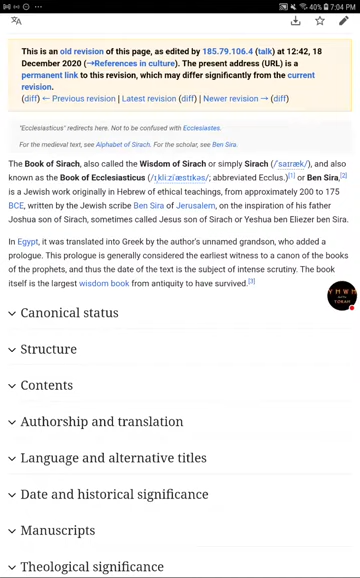 40% 7:04 PM
This is an old revision of this page, as edited by 185.79.106.4 (talk) at 12:42, 18
December 2020 (→References in culture). The present address (URL) is a
permanent link to this revision, which may differ significantly from the current
revision.
(diff) ← Previous revision | Latest revision (diff) | Newer revision → (diff)
"Ecclesiasticus" redirects here. Not to be confused with Ecclesiastes.
For the medieval text, see Alphabet of Sirach. For the scholar, see Ben Sira.
The Book of Sirach, also called the Wisdom of Sirach or simply Sirach (/ˈsaɪræk/), and also
known as the Book of Ecclesiasticus (/ɪˌkliːziˈæstɪkəs/; abbreviated Ecclus.)[1] or Ben Sira,[2]
is a Jewish work originally in Hebrew of ethical teachings, from approximately 200 to 175
BCE, written by the Jewish scribe Ben Sira of Jerusalem, on the inspiration of his father
Joshua son of Sirach, sometimes called Jesus son of Sirach or Yeshua ben Eliezer ben Sira.
In Egypt, it was translated into Greek by the author's unnamed grandson, who added a
prologue. This prologue is generally considered the earliest witness to a canon of the books
of the prophets, and thus the date of the text is the subject of intense scrutiny. The book
itself is the largest wisdom book from antiquity to have survived.[3]
YMWM
WITH
TORAH
Canonical status
Structure
Contents
Authorship and translation
Language and alternative titles
Date and historical significance
Manuscripts
Theological significance